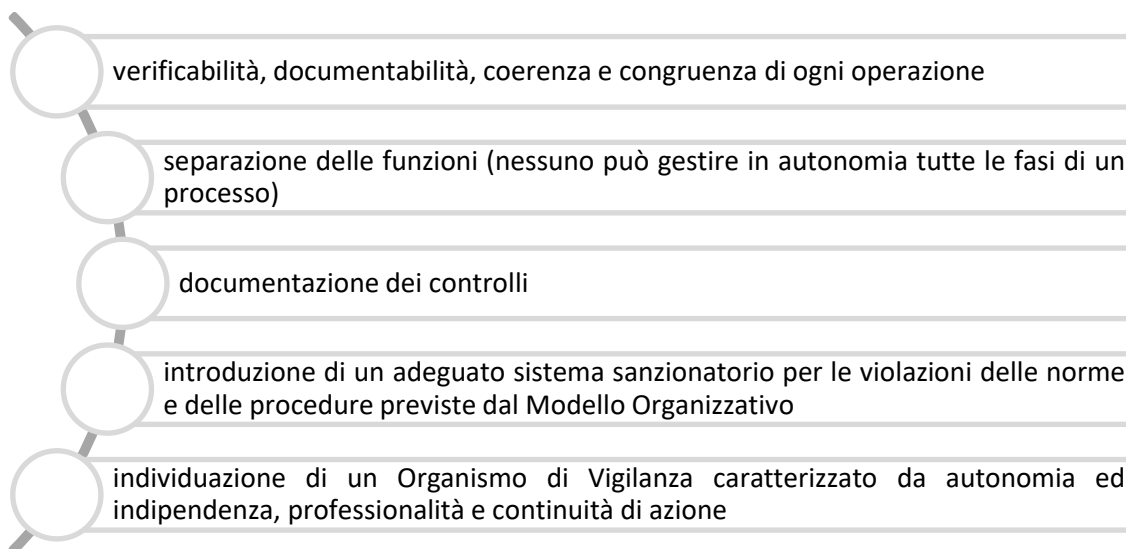 verificabilità, documentabilità, coerenza e congruenza di ogni operazione
separazione delle funzioni (nessuno può gestire in autonomia tutte le fasi di un
processo)
documentazione dei controlli
introduzione di un adeguato sistema sanzionatorio per le violazioni delle norme
e delle procedure previste dal Modello Organizzativo
individuazione di un Organismo di Vigilanza caratterizzato da autonomia ed
indipendenza, professionalità e continuità di azione